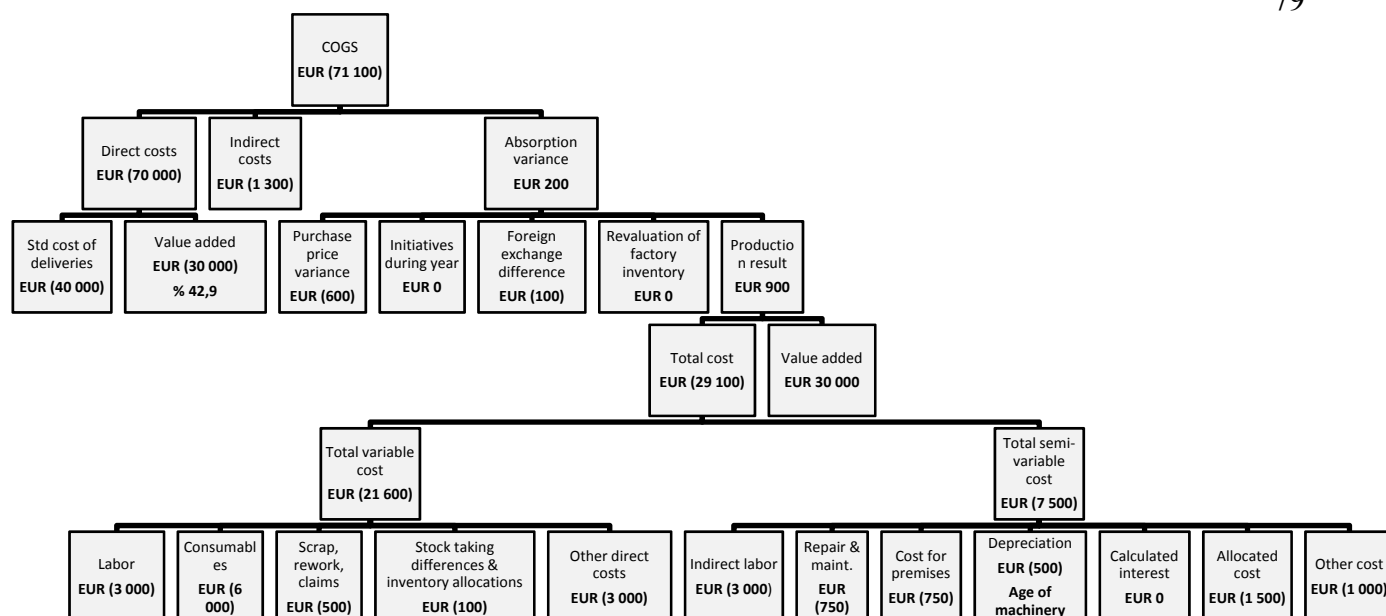 COGS
EUR (71 100)
Direct costs
EUR (70 000)
Indirect
costs
EUR (1 300)
Absorption
variance
EUR 200
Std cost of
deliveries
EUR (40 000)
Value added
EUR (30 000)
% 42,9
Purchase
price
variance
EUR (600)
Initiatives
during year
EUR 0
Foreign
exchange
difference
EUR (100)
Revaluation of
factory
inventory
EUR 0
Productio
n result
EUR 900
Total cost
EUR (29 100)
Value added
EUR 30 000
Total variable
cost
EUR (21 600)
Total semi-
variable
cost
EUR (7 500)
Labor
EUR (3 000)
Consumabl
es
EUR (6
000)
Scrap,
rework,
claims
EUR (500)
Stock taking
differences &
inventory allocations
EUR (100)
Other direct
costs
EUR (3 000)
Indirect labor
EUR (3 000)
Repair &
maint.
EUR
(750)
Cost for
premises
EUR (750)
Depreciation
EUR (500)
Age of
machinery
Calculated
interest
EUR 0
Allocated
cost
EUR (1 500)
Other cost
EUR (1 000)